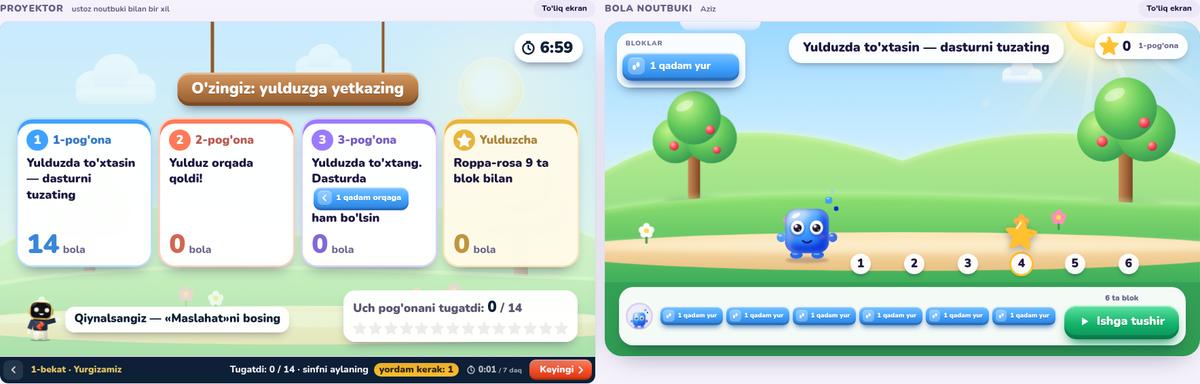 PROYEKTOR ustoz noutbuki bilan bir xil
To'liq ekran
6:59
O'zingiz: yulduzga yetkazing
1 1-pog'ona
Yulduzda to'xtasin
— dasturni
tuzating
14 bola
2 2-pog'ona
Yulduz orqada
qoldi!
0 bola
3 3-pog'ona
Yulduzda to'xtang.
Dasturda
1 qadam orqaga
ham bo'lsin
0 bola
Yulduzcha
Roppa-rosa 9 ta
blok bilan
0 bola
Qiynalsangiz — «Maslahat»ni bosing
Uch pog'onani tugatdi: 0 / 14
1-bekat · Yurgizamiz
Tugatdi: 0 / 14 · sinfni aylaning
yordam kerak: 1
0:01 / 7 daq
Keyingi
BOLA NOUTBUKI Aziz
To'liq ekran
BLOKLAR
1 qadam yur
Yulduzda to'xtasin — dasturni tuzating
0 1-pog'ona
1 2 3 4 5 6
1 qadam yur 1 qadam yur 1 qadam yur 1 qadam yur 1 qadam yur 1 qadam yur
6 ta blok
Ishga tushir